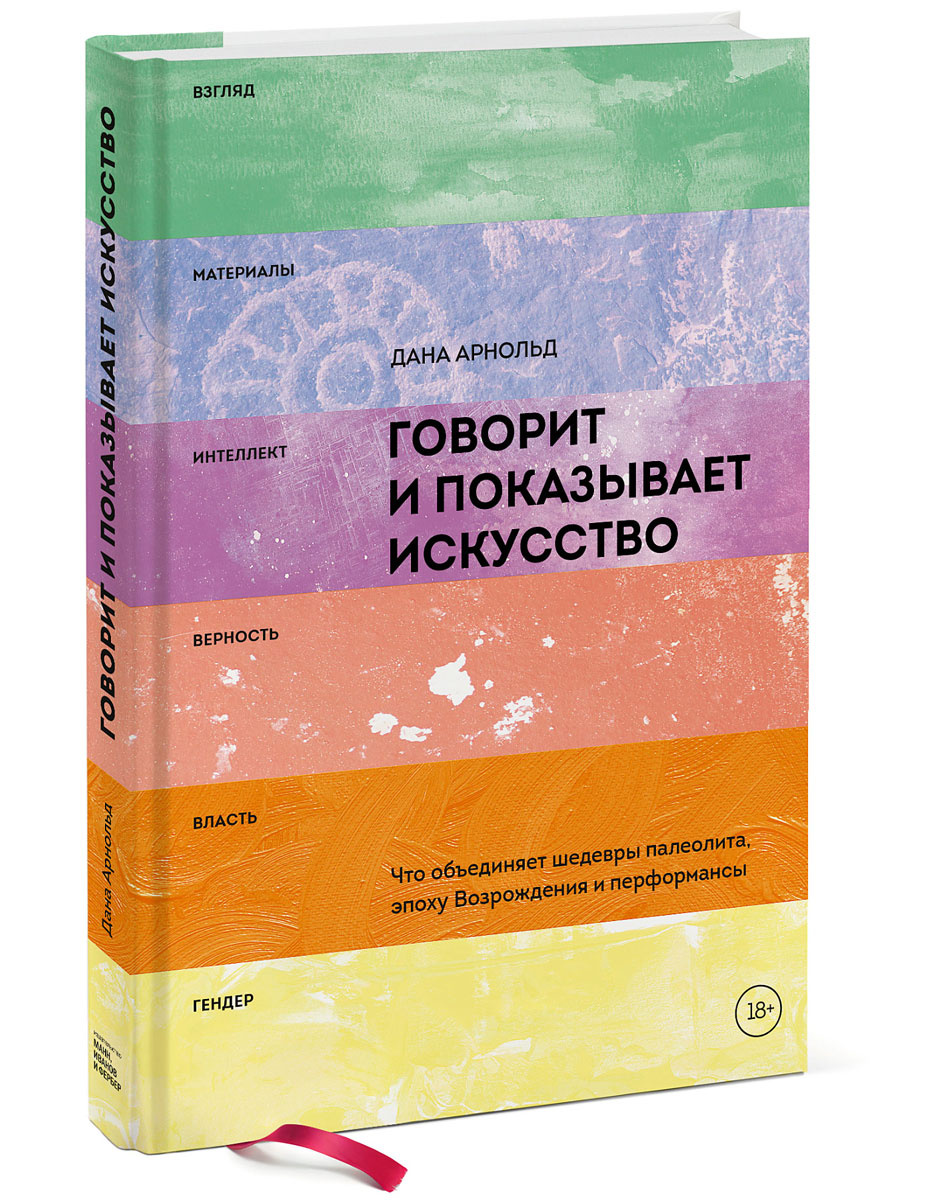 ВЗГЛЯД
МАТЕРИАЛЫ
ДАНА АРНОЛЬД
ИНТЕЛЛЕКТ
ГОВОРИТ
И ПОКАЗЫВАЕТ
ИСКУССТВО
ВЕРНОСТЬ
ВЛАСТЬ
Что объединяет шедевры палеолита,
эпоху Возрождения и перформансы
ГЕНДЕР
18+
ГОВОРИТ И ПОКАЗЫВАЕТ ИСКУССТВО
Дана Арнольд
ИЗДАТЕЛЬСТВО
МАНН,
ИВАНОВ
И ФЕРБЕР